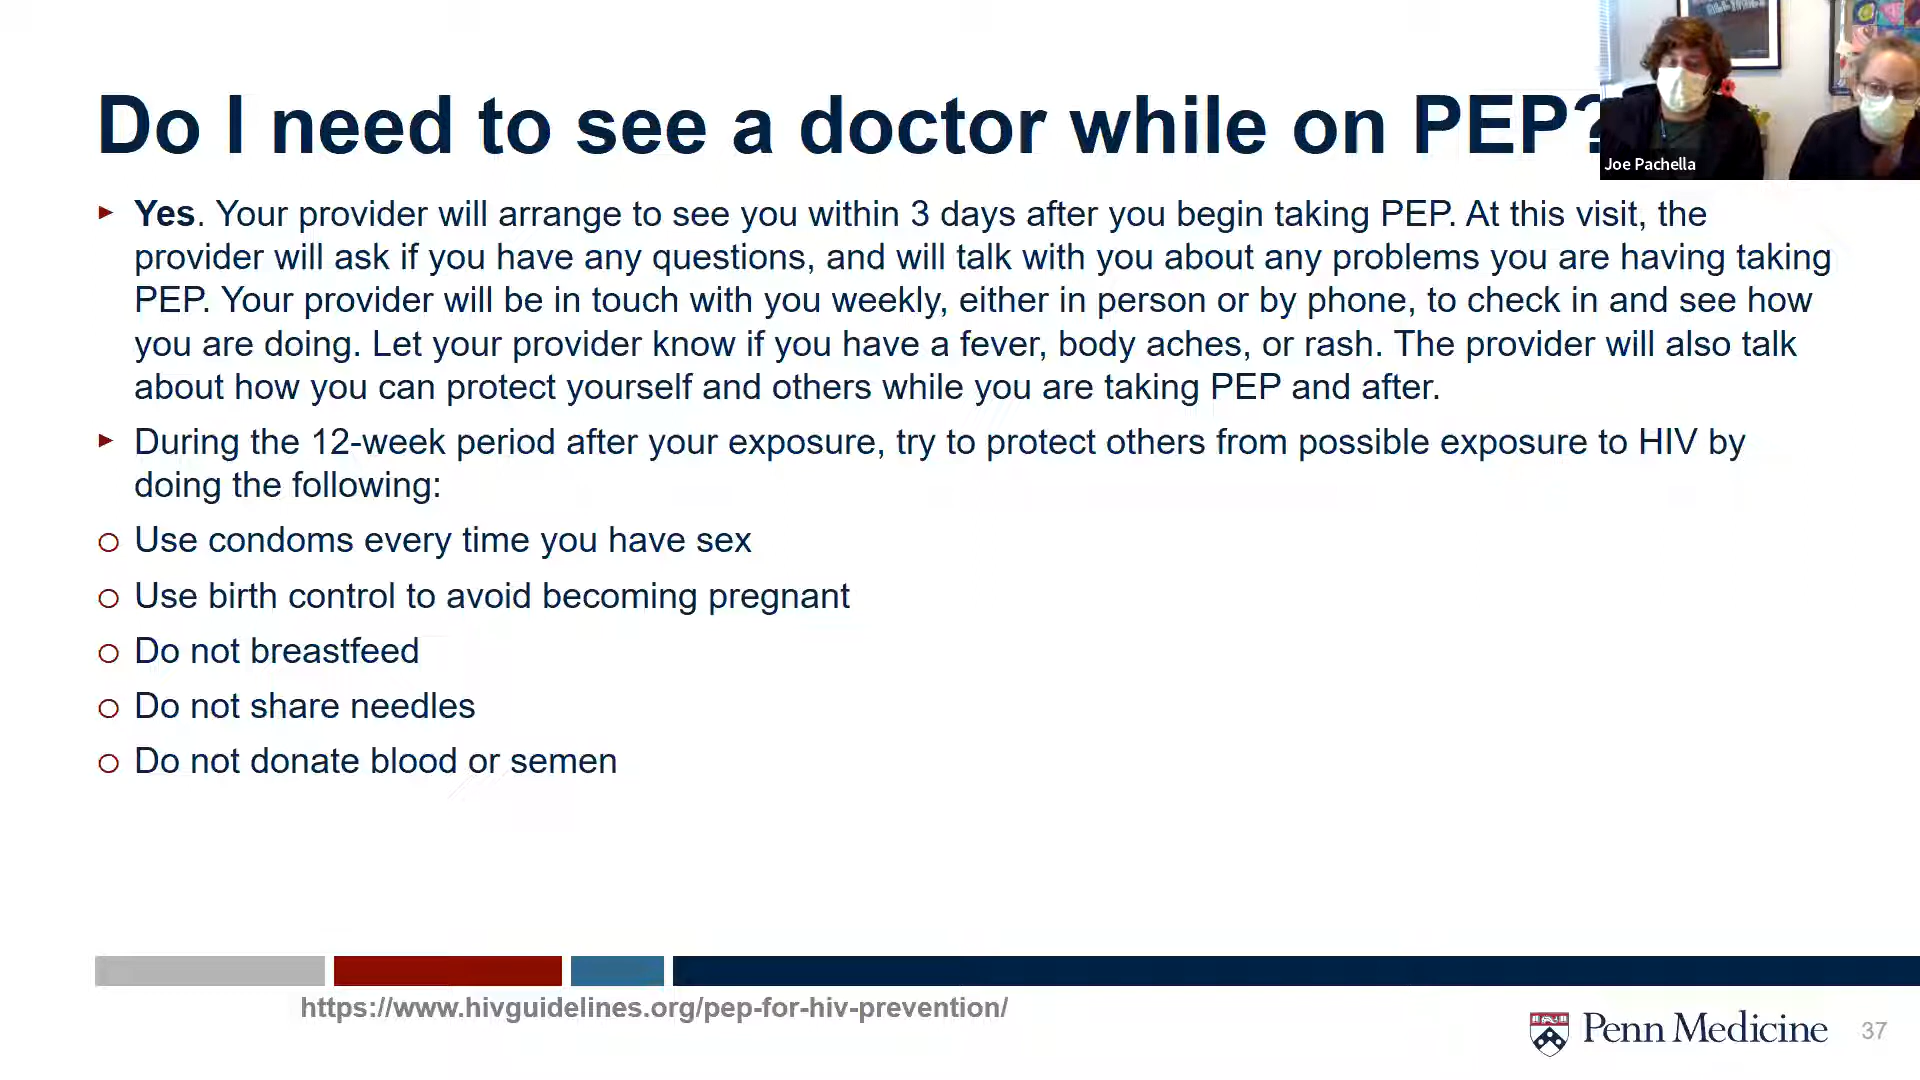 Do I need to see a doctor while on PEP?
Joe Pachella
Yes. Your provider will arrange to see you within 3 days after you begin taking PEP. At this visit, the
provider will ask if you have any questions, and will talk with you about any problems you are having taking
PEP. Your provider will be in touch with you weekly, either in person or by phone, to check in and see how
you are doing. Let your provider know if you have a fever, body aches, or rash. The provider will also talk
about how you can protect yourself and others while you are taking PEP and after.
During the 12-week period after your exposure, try to protect others from possible exposure to HIV by
doing the following:
Use condoms every time you have sex
Use birth control to avoid becoming pregnant
Do not breastfeed
Do not share needles
Do not donate blood or semen
https://www.hivguidelines.org/pep-for-hiv-prevention/
Penn Medicine
37